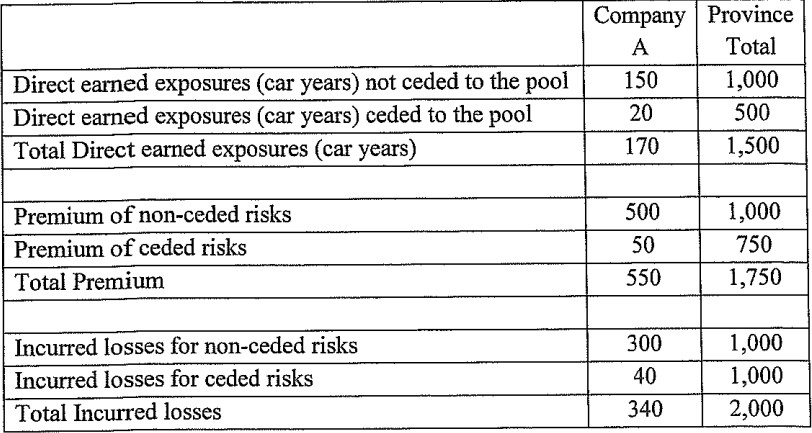 Company Province
A Total
Direct earned exposures (car years) not ceded to the pool 150 1,000
Direct earned exposures (car years) ceded to the pool 20 500
Total Direct earned exposures (car years) 170 1,500
Premium of non-ceded risks 500 1,000
Premium of ceded risks 50 750
Total Premium 550 1,750
Incurred losses for non-ceded risks 300 1,000
Incurred losses for ceded risks 40 1,000
Total Incurred losses 340 2,000